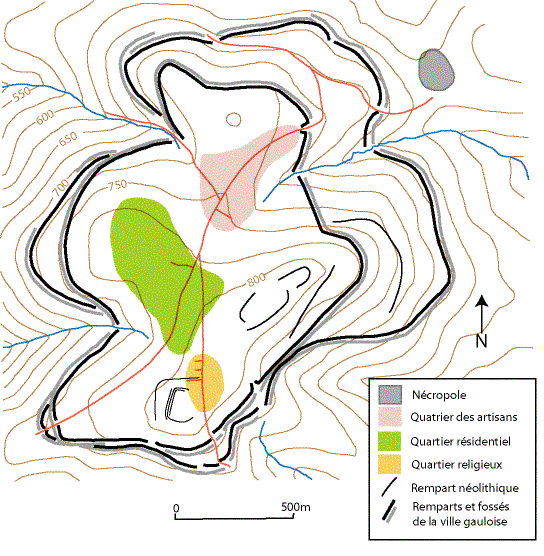 550
600
650
700
750
800
N
0
500m
Nécropole
Quatrier des artisans
Quartier résidentiel
Quartier religieux
Rempart néolithique
Remparts et fossés
de la ville gauloise